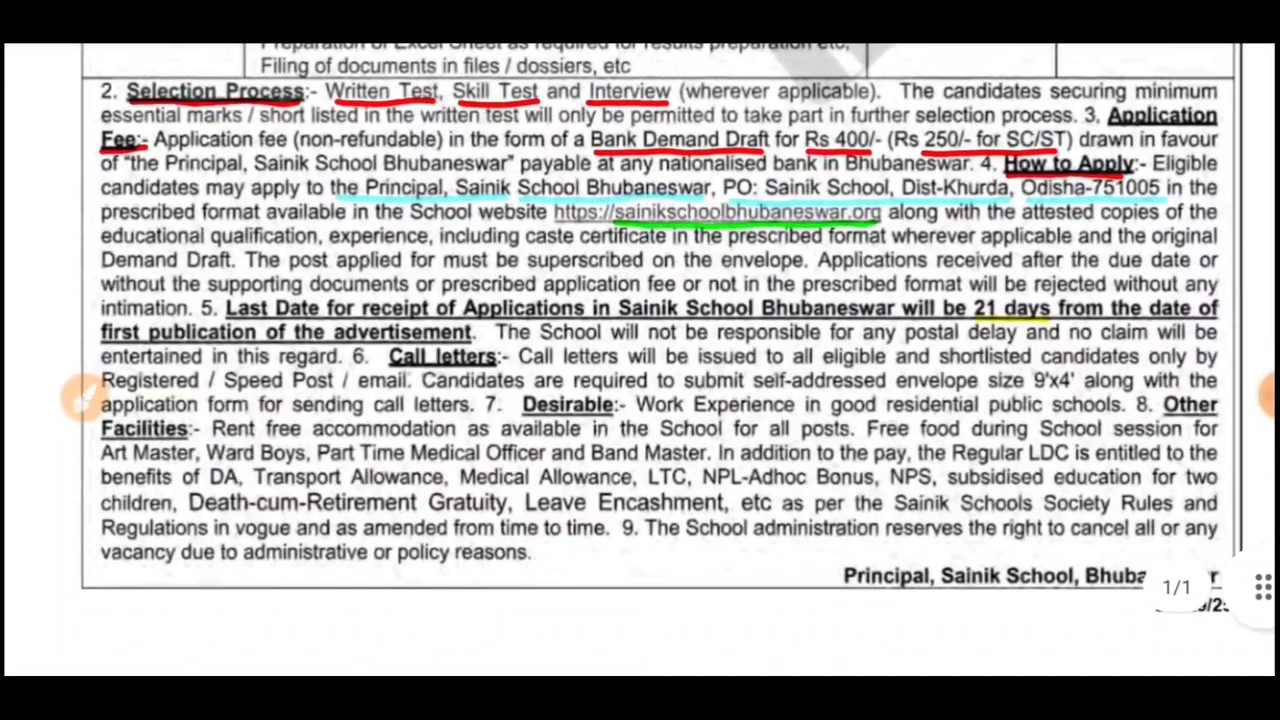 Preparation of Excel Sheet as required for results preparation etc,
Filing of documents in files / dossiers, etc
2. Selection Process:- Written Test, Skill Test and Interview (wherever applicable). The candidates securing minimum
essential marks / short listed in the written test will only be permitted to take part in further selection process. 3. Application
Fee:- Application fee (non-refundable) in the form of a Bank Demand Draft for Rs 400/- (Rs 250/- for SC/ST) drawn in favour
of “the Principal, Sainik School Bhubaneswar” payable at any nationalised bank in Bhubaneswar. 4. How to Apply:- Eligible
candidates may apply to the Principal, Sainik School Bhubaneswar, PO: Sainik School, Dist-Khurda, Odisha-751005 in the
prescribed format available in the School website https://sainikschoolbhubaneswar.org along with the attested copies of the
educational qualification, experience, including caste certificate in the prescribed format wherever applicable and the original
Demand Draft. The post applied for must be superscribed on the envelope. Applications received after the due date or
without the supporting documents or prescribed application fee or not in the prescribed format will be rejected without any
intimation. 5. Last Date for receipt of Applications in Sainik School Bhubaneswar will be 21 days from the date of
first publication of the advertisement. The School will not be responsible for any postal delay and no claim will be
entertained in this regard. 6. Call letters:- Call letters will be issued to all eligible and shortlisted candidates only by
Registered / Speed Post / email. Candidates are required to submit self-addressed envelope size 9'x4' along with the
application form for sending call letters. 7. Desirable:- Work Experience in good residential public schools. 8. Other
Facilities:- Rent free accommodation as available in the School for all posts. Free food during School session for
Art Master, Ward Boys, Part Time Medical Officer and Band Master. In addition to the pay, the Regular LDC is entitled to the
benefits of DA, Transport Allowance, Medical Allowance, LTC, NPL-Adhoc Bonus, NPS, subsidised education for two
children, Death-cum-Retirement Gratuity, Leave Encashment, etc as per the Sainik Schools Society Rules and
Regulations in vogue and as amended from time to time. 9. The School administration reserves the right to cancel all or any
vacancy due to administrative or policy reasons.
Principal, Sainik School,
1/1